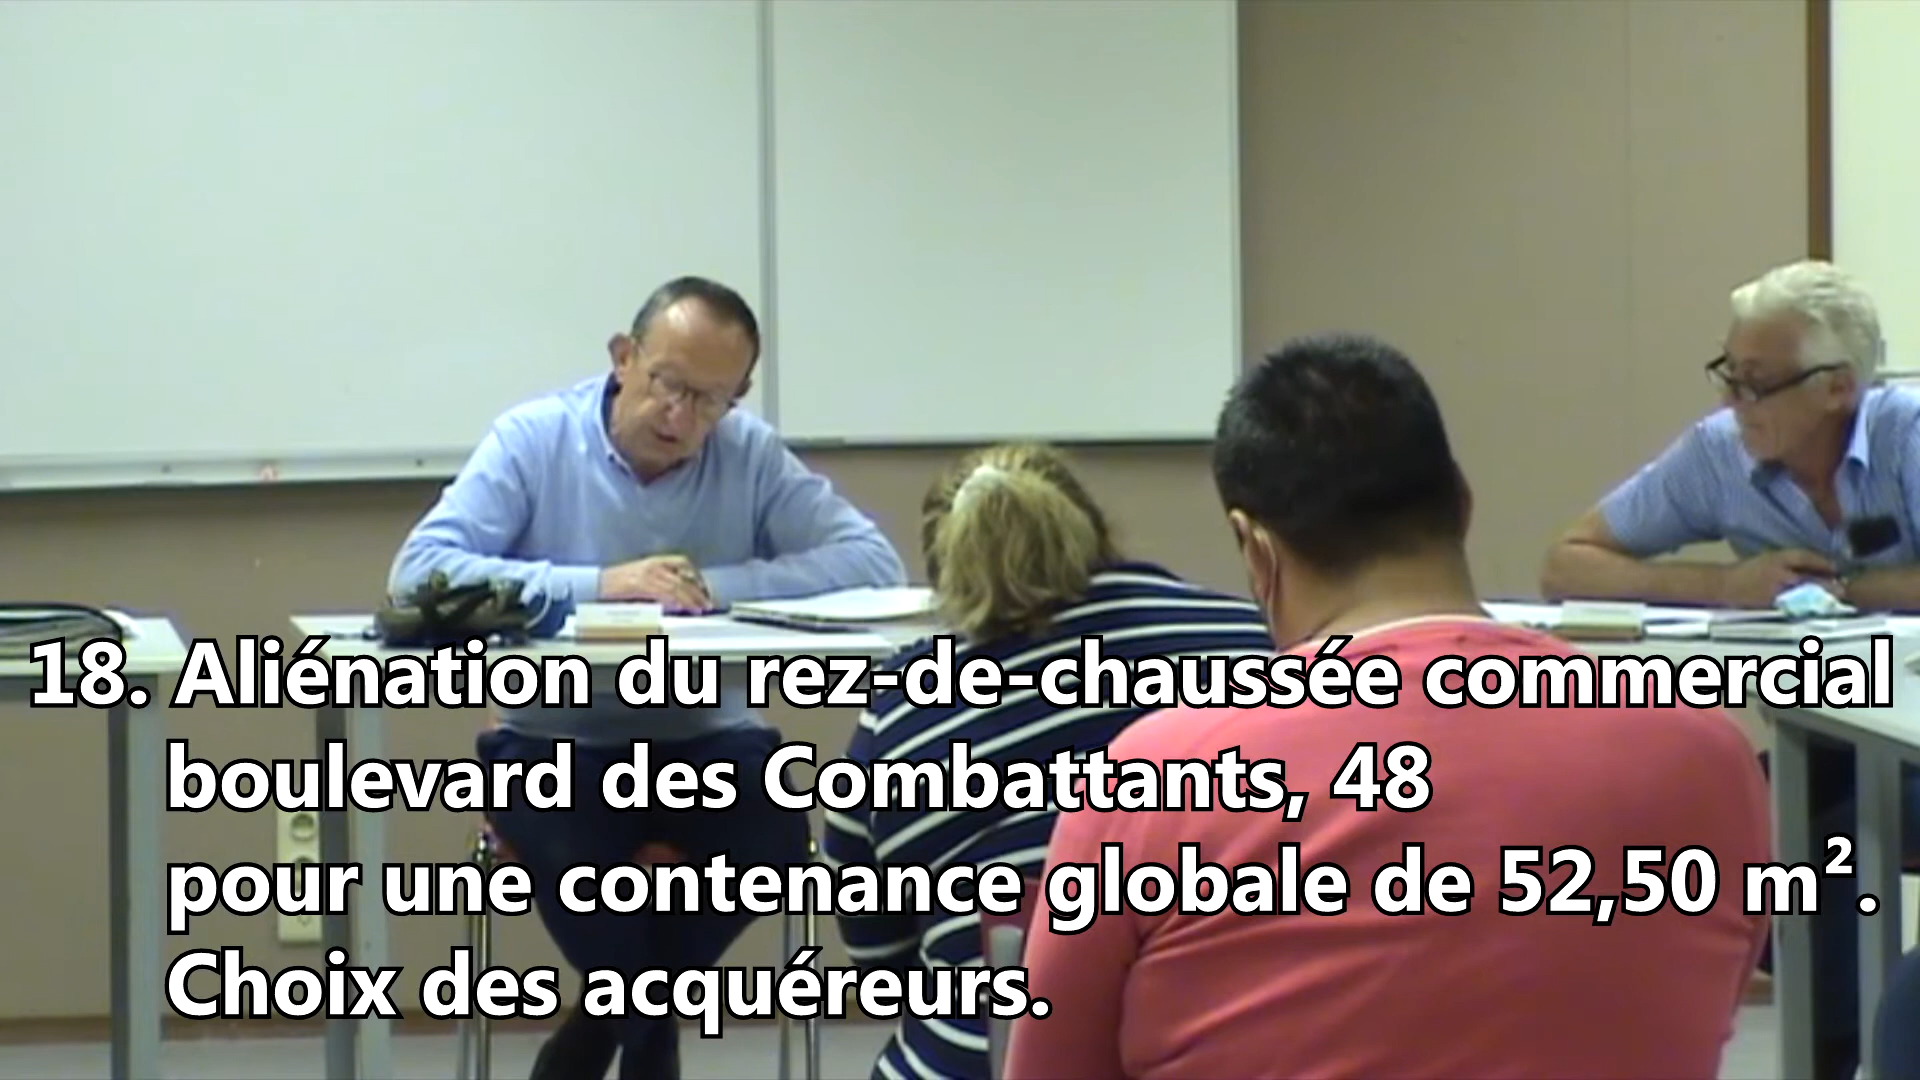 18. Aliénation du rez-de-chaussée commercial
boulevard des Combattants, 48
pour une contenance globale de 52,50 m².
Choix des acquéreurs.